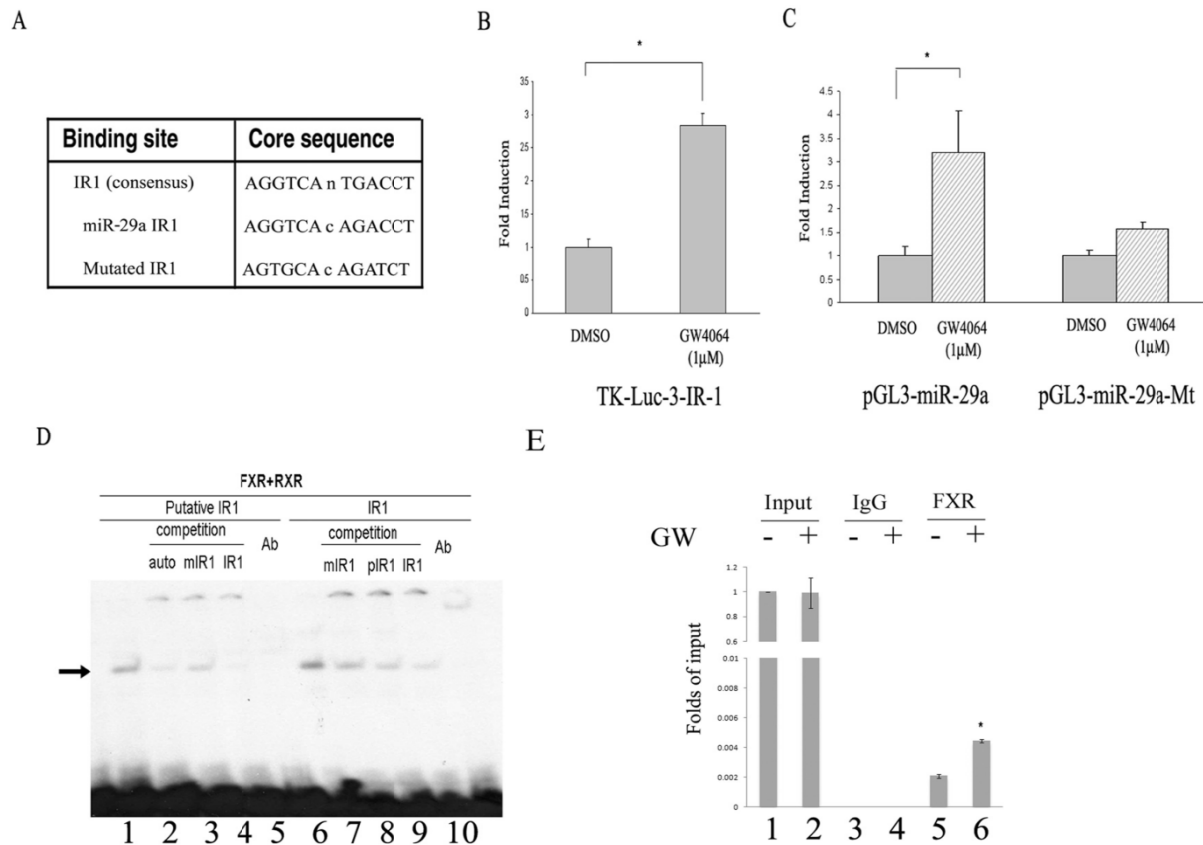 A
Binding site Core sequence
IR1 (consensus) AGGTCA n TGACCT
miR-29a IR1 AGGTCA c AGACCT
Mutated IR1 AGTGCA c AGATCT
B
*
35
3
25
2
15
1
05
0
Fold Induction
DMSO GW4064
(1μM)
TK-Luc-3-IR-1
C
*
4.5
4
3.5
3
2.5
2
1.5
1
0.5
0
Fold Induction
DMSO GW4064 DMSO GW4064
(1μM) (1μM)
pGL3-miR-29a pGL3-miR-29a-Mt
D
FXR+RXR
Putative IR1 IR1
competition Ab competition Ab
auto mIR1 IR1 mIR1 pIR1 IR1
1 2 3 4 5 6 7 8 9 10
E
Input IgG FXR
GW - + - + - +
1.2
1
0.8
0.6
0.01
0.008
0.006
0.004
0.002
0
Folds of input
*
1 2 3 4 5 6